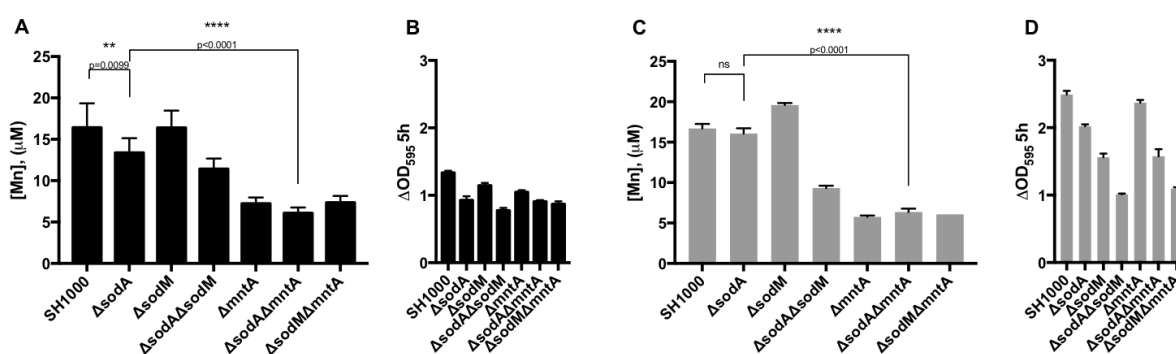 A
**
p=0.0099
****
p<0.0001
[Mn], (µM)
25
20
15
10
5
0
SH1000
ΔsodA
ΔsodM
ΔsodAΔsodM
ΔmntA
ΔsodAΔmntA
ΔsodMΔmntA
B
ΔOD595 5h
3
2
1
0
SH1000
ΔsodA
ΔsodM
ΔsodAΔsodM
ΔmntA
ΔsodAΔmntA
ΔsodMΔmntA
C
ns
****
p<0.0001
[Mn], (µM)
25
20
15
10
5
0
SH1000
ΔsodA
ΔsodM
ΔsodAΔsodM
ΔmntA
ΔsodAΔmntA
ΔsodMΔmntA
D
ΔOD595 5h
3
2
1
0
SH1000
ΔsodA
ΔsodM
ΔsodAΔsodM
ΔmntA
ΔsodAΔmntA
ΔsodMΔmntA